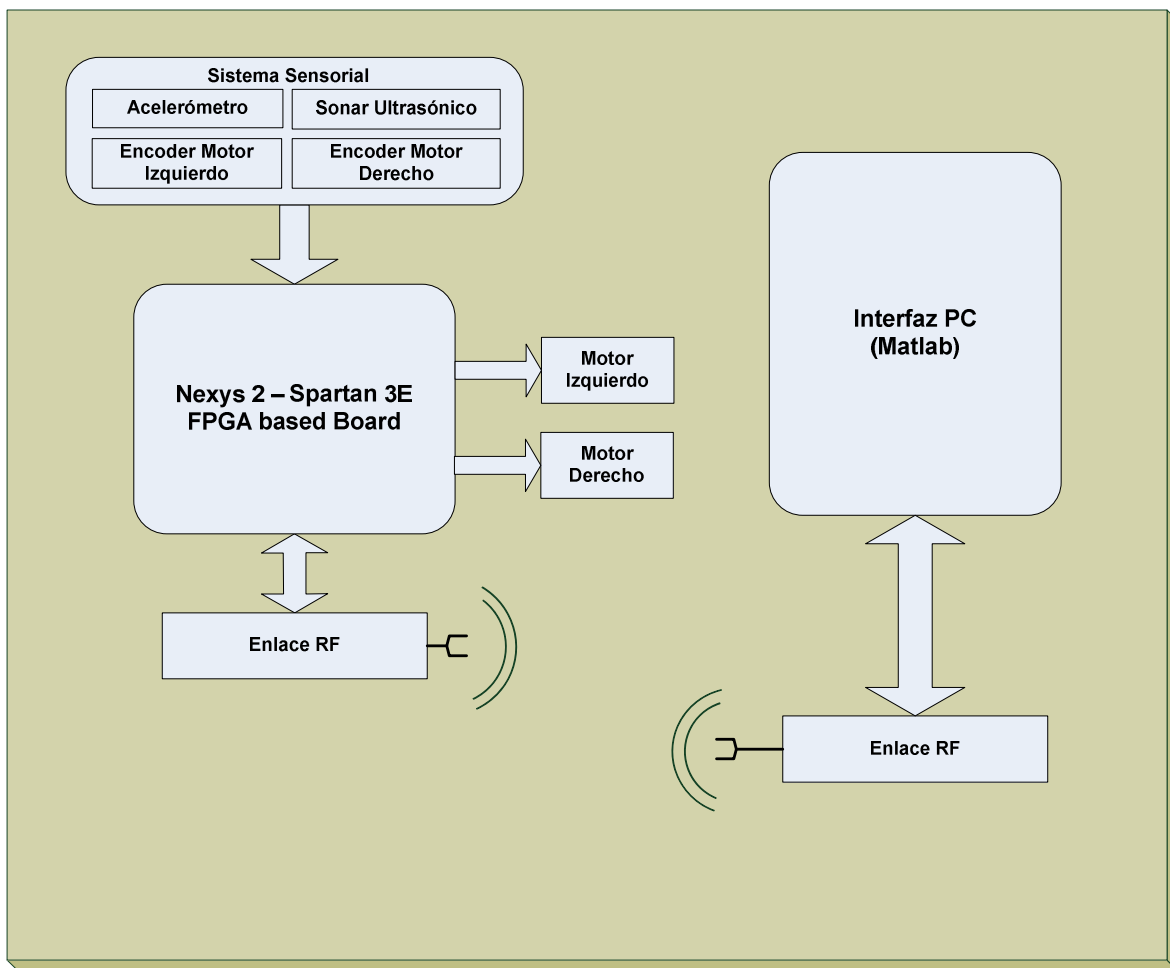 Sistema Sensorial
Acelerómetro
Sonar Ultrasónico
Encoder Motor
Izquierdo
Encoder Motor
Derecho
Nexys 2 – Spartan 3E
FPGA based Board
Motor
Izquierdo
Motor
Derecho
Enlace RF
Interfaz PC
(Matlab)
Enlace RF